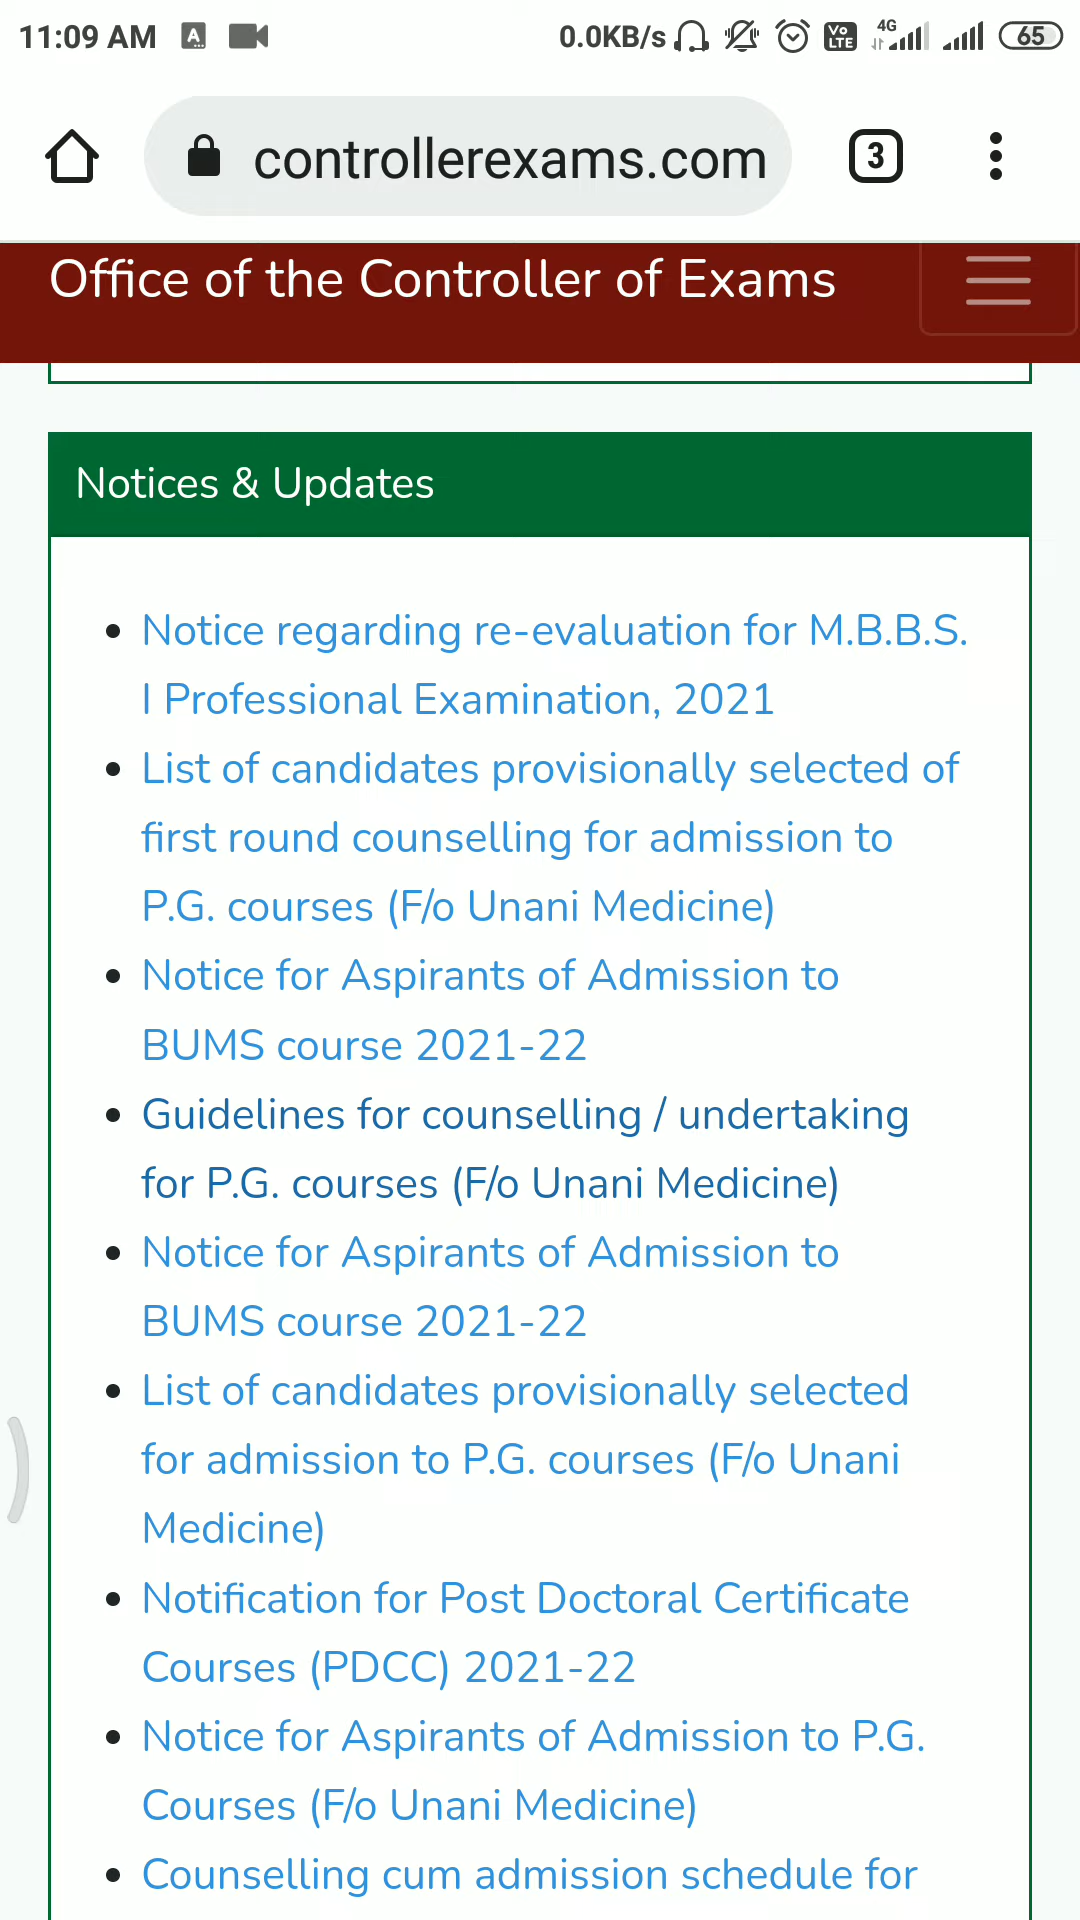 11:09 AM A 0.0KB/s Vo LTE 4G 65
controllerexams.com 3
Office of the Controller of Exams
Notices & Updates
Notice regarding re-evaluation for M.B.B.S.
I Professional Examination, 2021
List of candidates provisionally selected of
first round counselling for admission to
P.G. courses (F/o Unani Medicine)
Notice for Aspirants of Admission to
BUMS course 2021-22
Guidelines for counselling / undertaking
for P.G. courses (F/o Unani Medicine)
Notice for Aspirants of Admission to
BUMS course 2021-22
List of candidates provisionally selected
for admission to P.G. courses (F/o Unani
Medicine)
Notification for Post Doctoral Certificate
Courses (PDCC) 2021-22
Notice for Aspirants of Admission to P.G.
Courses (F/o Unani Medicine)
Counselling cum admission schedule for